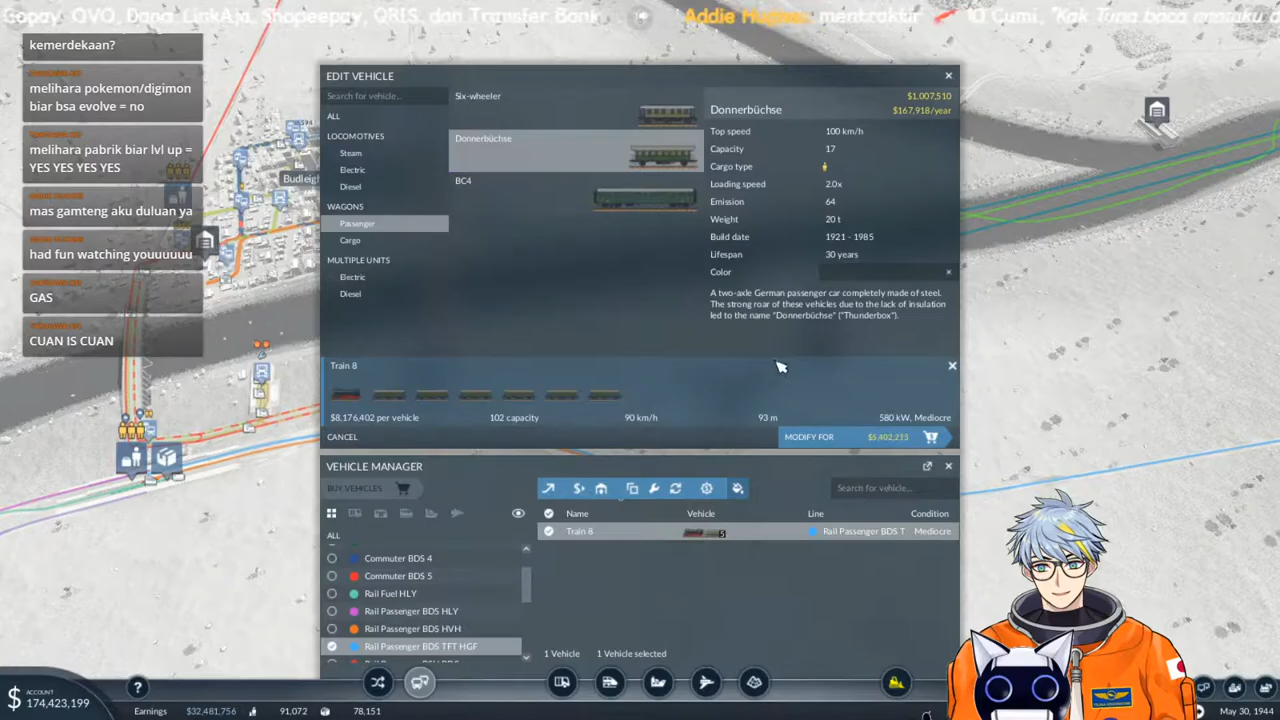 Gopay, OVO, Dana, LinkAja, Shopeepay, QRIS, dan Transfer Bank
mentraktir
10 Cumi, "Kak Tuna baca
kemerdekaan?
melihara pokemon/digimon
biar bsa evolve = no
melihara pabrik biar lvl up =
YES YES YES YES
mas gamteng aku duluan ya
had fun watching youuuuuu
GAS
CUAN IS CUAN
Budleigh
EDIT VEHICLE
Search for vehicle...
ALL
LOCOMOTIVES
Steam
Electric
Diesel
WAGONS
Passenger
Cargo
MULTIPLE UNITS
Electric
Diesel
Six-wheeler
Donnerbüchse
BC4
$1,007,510
Donnerbüchse
$167,918/year
Top speed 100 km/h
Capacity 17
Cargo type
Loading speed 2.0x
Emission 64
Weight 20 t
Build date 1921 - 1985
Lifespan 30 years
Color
A two-axle German passenger car completely made of steel.
The strong roar of these vehicles due to the lack of insulation
led to the name "Donnerbüchse" ("Thunderbox").
Train 8
$8,176,402 per vehicle 102 capacity 90 km/h 93 m 580 kW, Mediocre
CANCEL
MODIFY FOR $5,402,213
VEHICLE MANAGER
BUY VEHICLES
Search for vehicle...
ALL
Commuter BDS 4
Commuter BDS 5
Rail Fuel HLY
Rail Passenger BDS HLY
Rail Passenger BDS HVH
Rail Passenger BDS TFT HGF
Name Vehicle Line Condition
Train 8 5 Rail Passenger BDS T Mediocre
1 Vehicle 1 Vehicle selected
$ ACCOUNT
174,423,199
?
Earnings $32,481,756 91,072 78,151
May 30, 1944